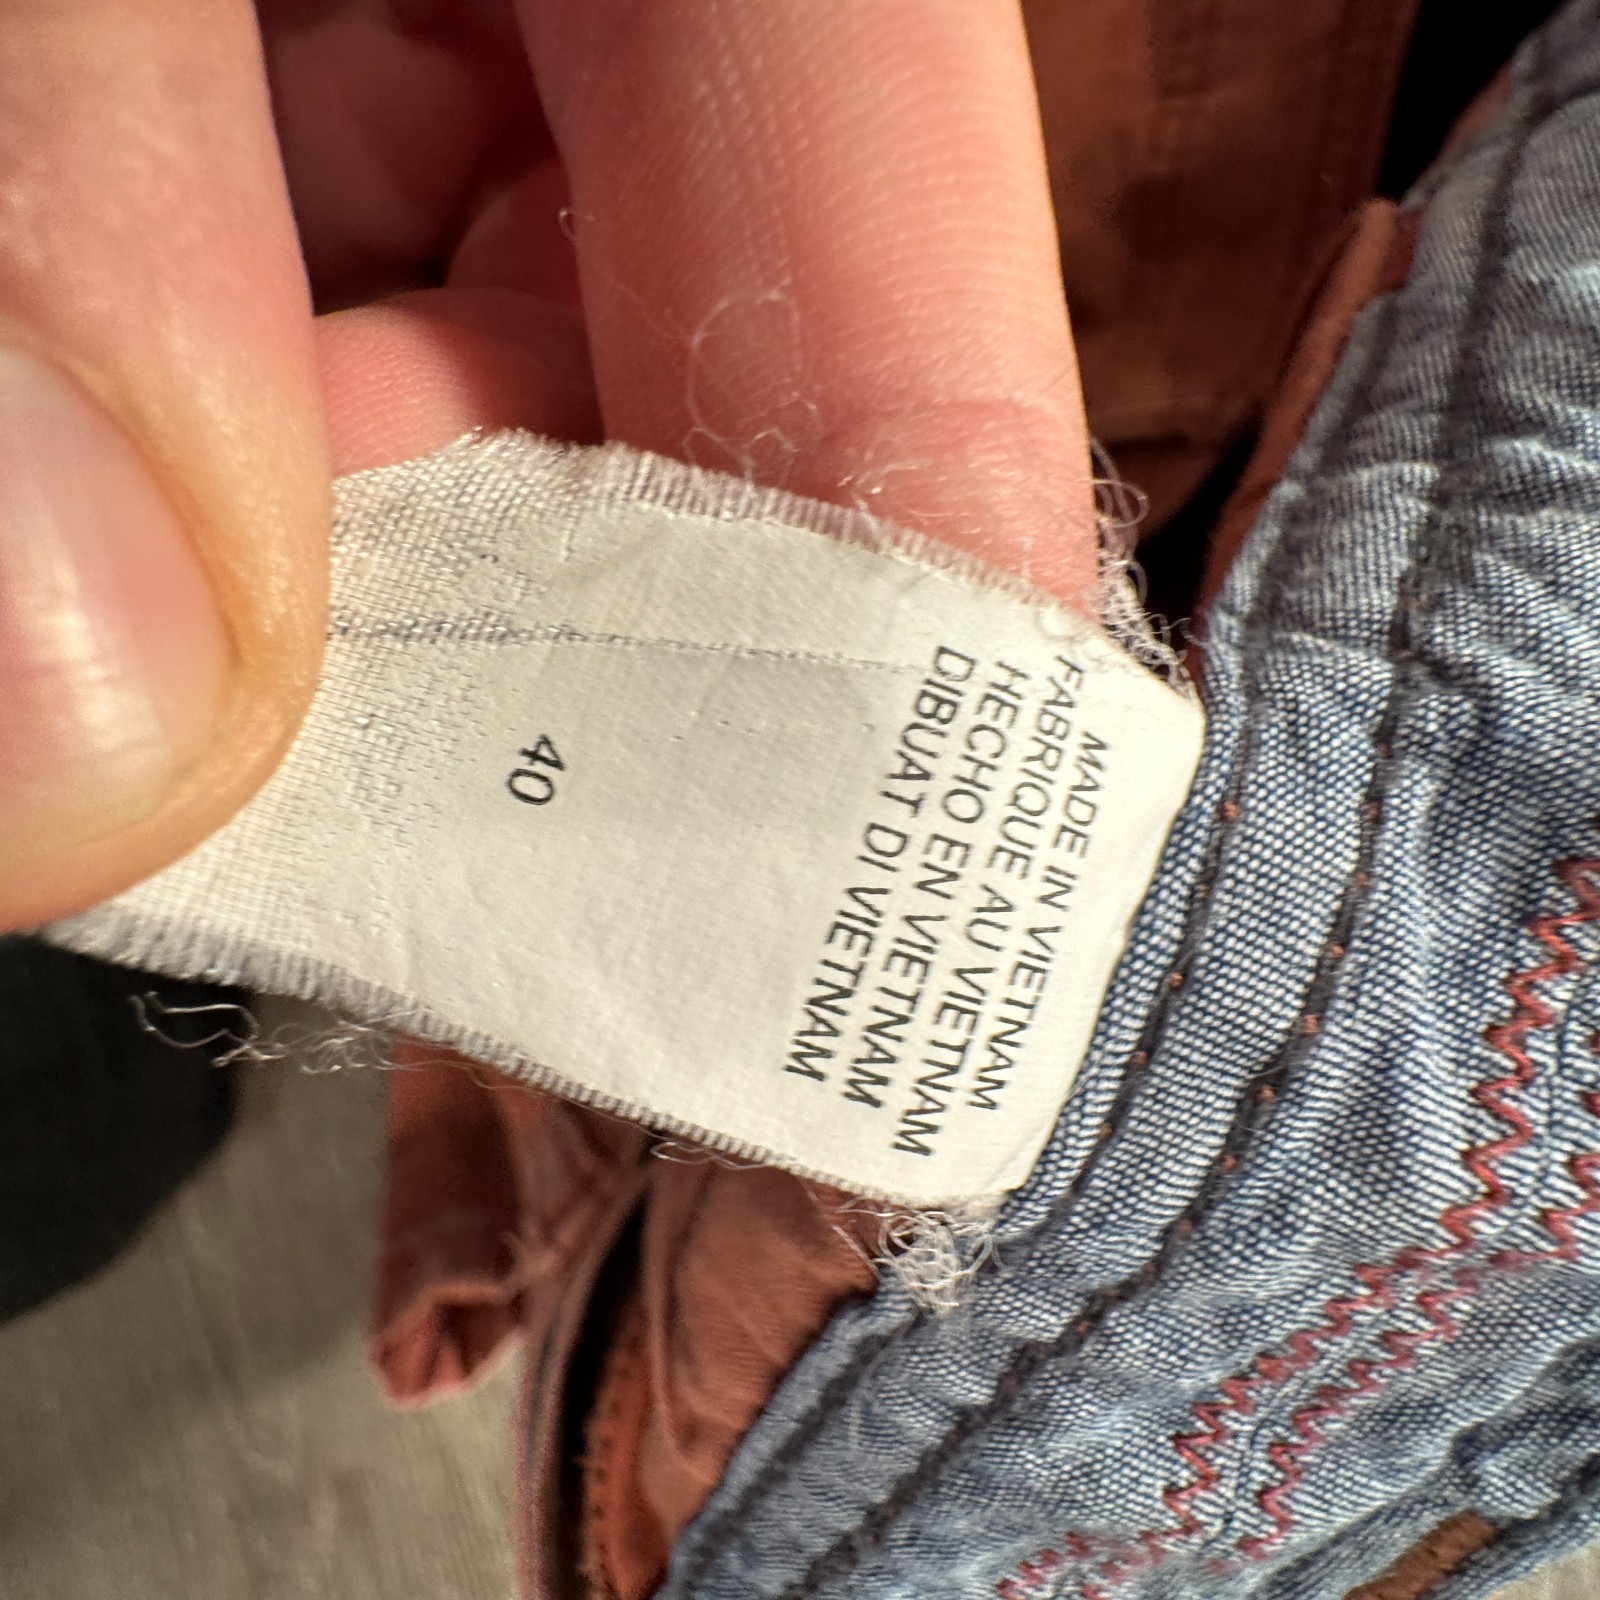 MADE IN VIETNAM
FABRIQUE AU VIETNAM
HECHO EN VIETNAM
DIBUAT DI VIETNAM
40